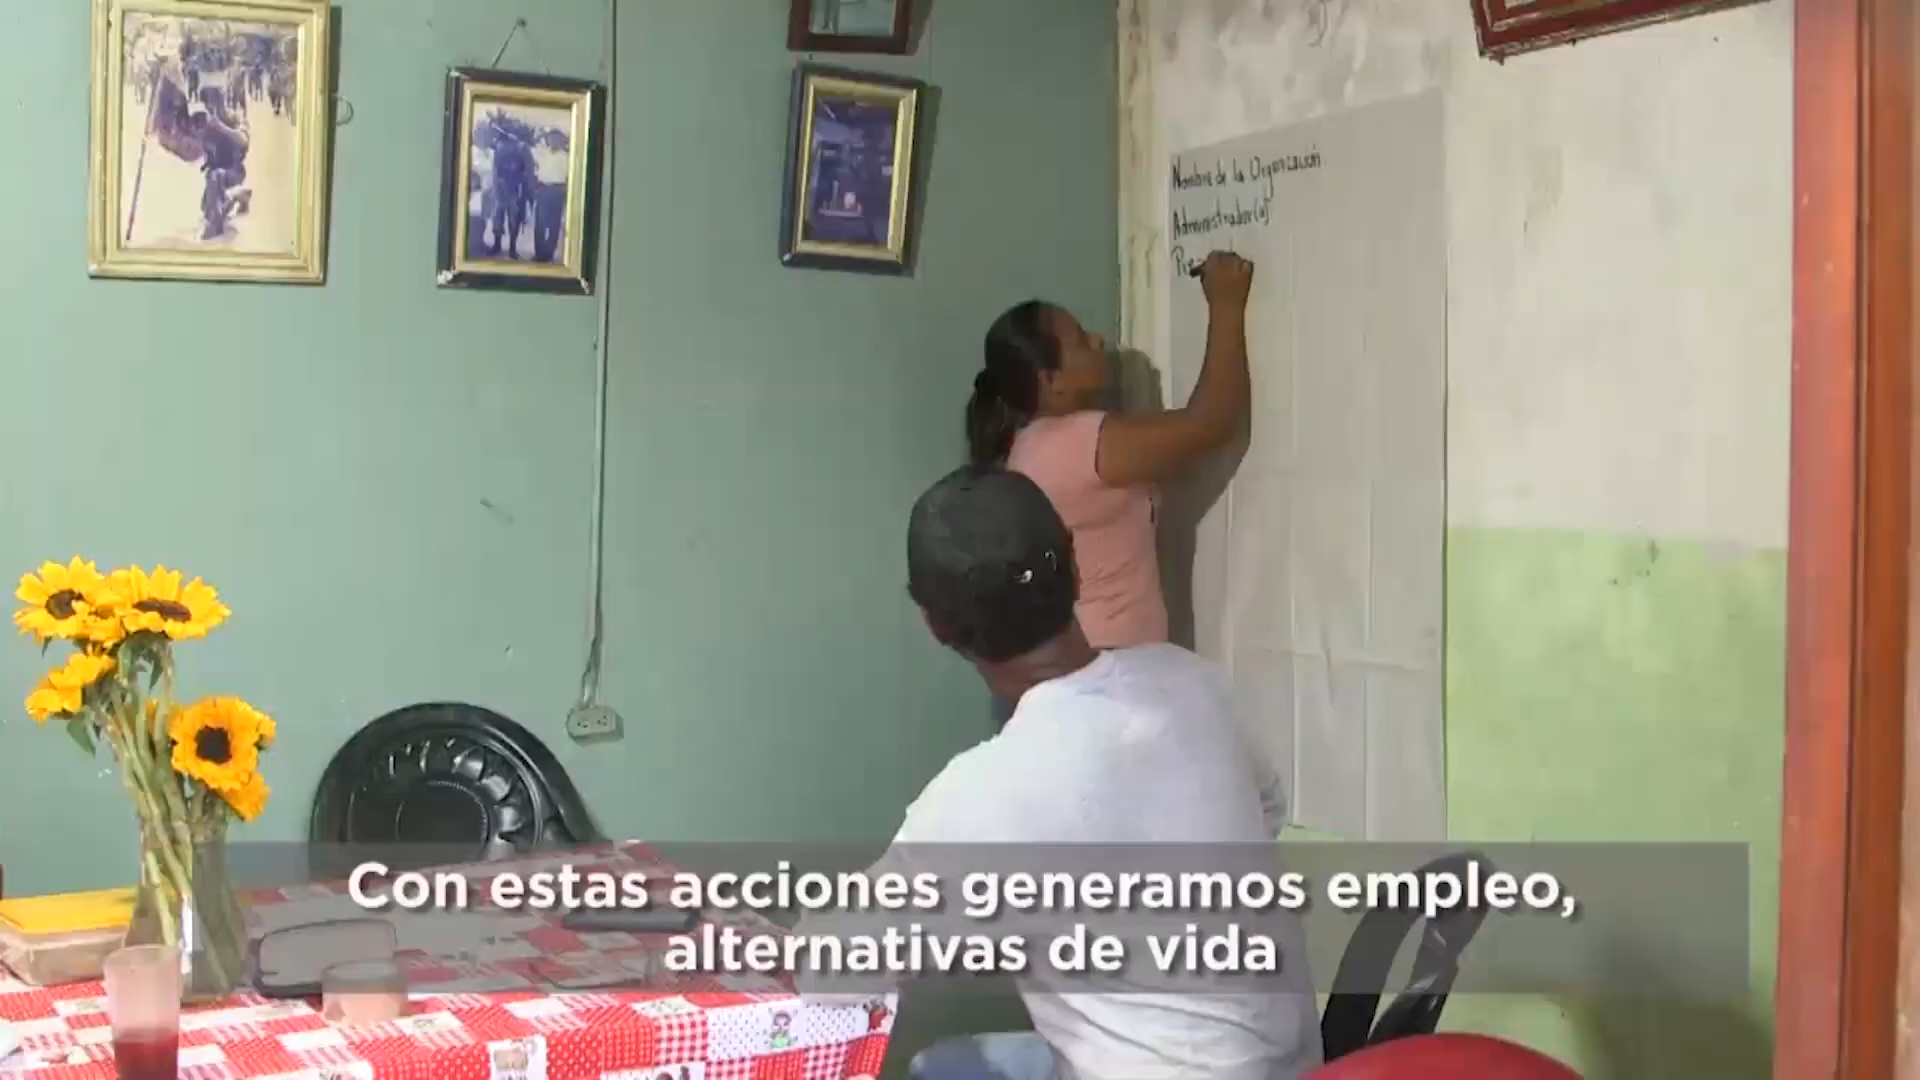 Nombre de la Organización
Administrador(a)
Con estas acciones generamos empleo,
alternativas de vida